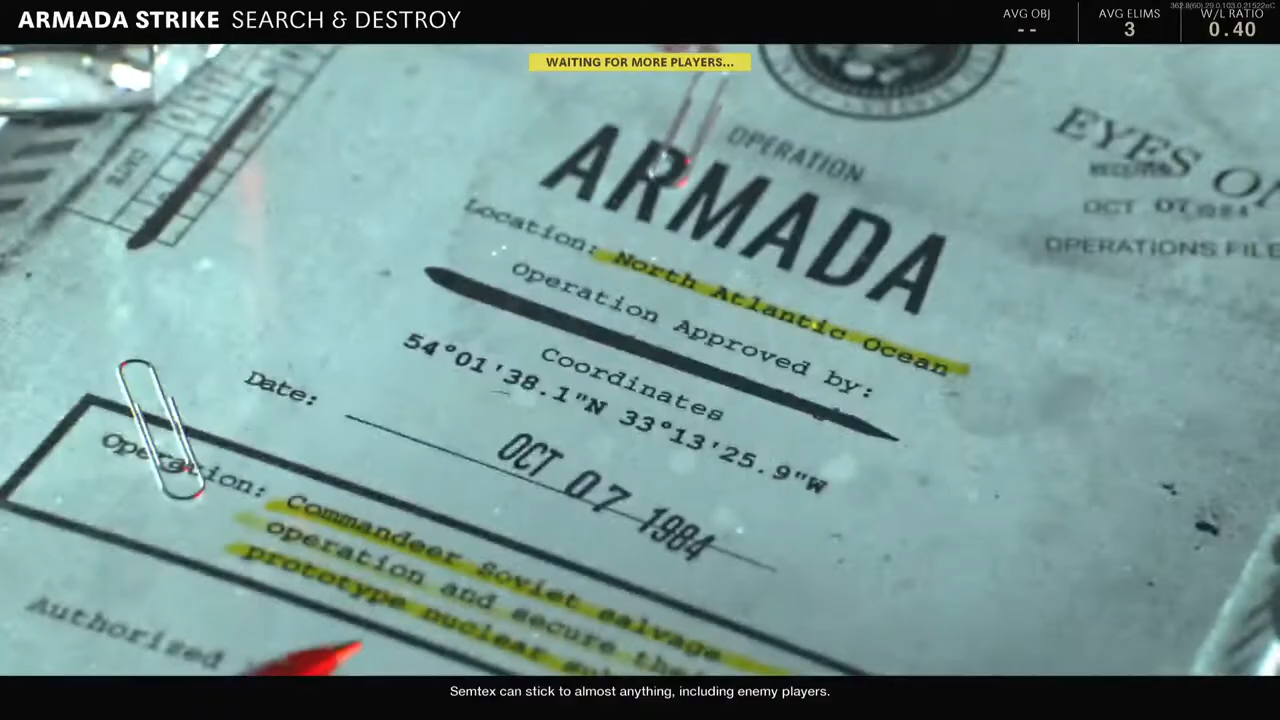 ARMADA STRIKE SEARCH & DESTROY
AVG OBJ
--
AVG ELIMS
3
W/L RATIO
0.40
WAITING FOR MORE PLAYERS...
OPERATION
ARMADA
Location: North Atlantic Ocean
Operation Approved by:
Coordinates
54°01'38.1"N 33°13'25.9"W
Date:
OCT 07 1984
EYES
RECEIVED
OCT 07 1984
OPERATIONS FILE
Operation: Commandeer Soviet salvage
operation and secure
prototype nuclear
Authorized
Semtex can stick to almost anything, including enemy players.